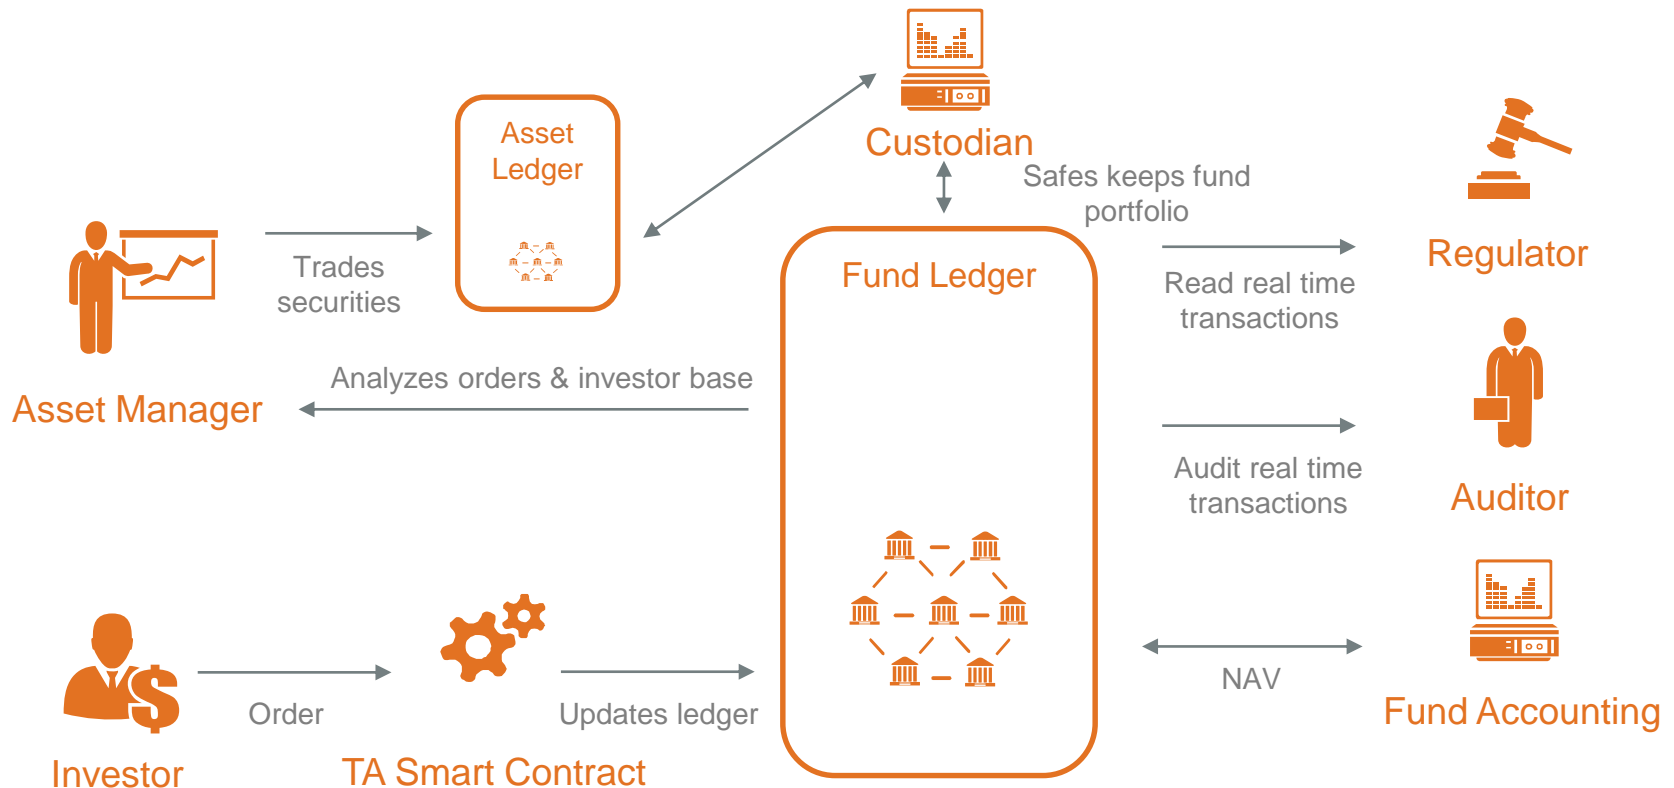 Asset
Ledger
Custodian
Safes keeps fund
portfolio
Regulator
Trades
securities
Fund Ledger
Read real time
transactions
Analyzes orders & investor base
Asset Manager
Audit real time
transactions
Auditor
Order
Updates ledger
NAV
Fund Accounting
Investor
TA Smart Contract